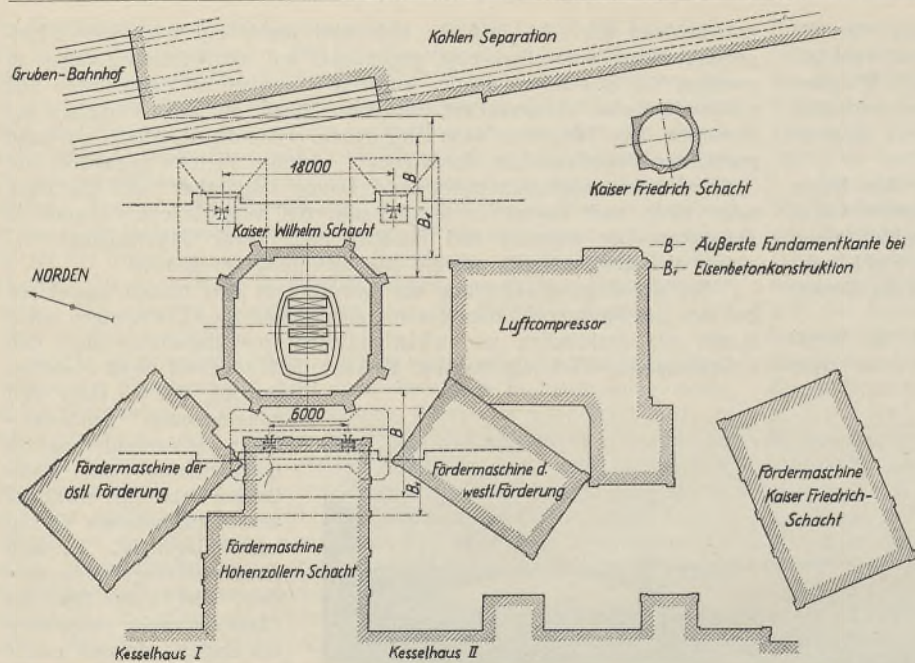 Kohlen Separation
Gruben-Bahnhof
18000
B
B₁
Kaiser Friedrich Schacht
Kaiser Wilhelm Schacht
-B- Äußerste Fundamentkante bei
-B₁- Eisenbetonkonstruktion
NORDEN
Luftcompressor
6000
B
B₁
Fördermaschine der
östl. Förderung
Fördermaschine d.
westl. Förderung
Fördermaschine
Kaiser Friedrich-
Schacht
Fördermaschine
Hohenzollern Schacht
Kesselhaus I
Kesselhaus II